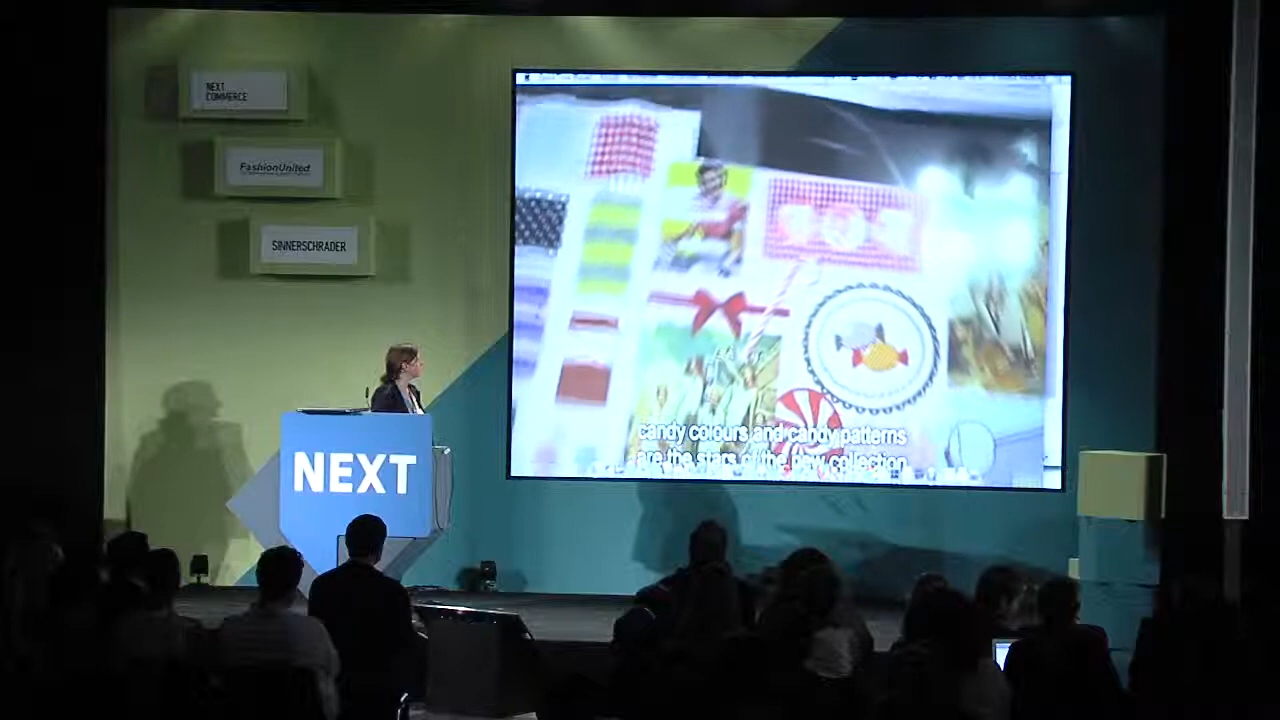 NEXT
COMMERCE
FashionUnited
SINNERSCHRADER
NEXT
candy colours and candy patterns
are the stars of the new collection